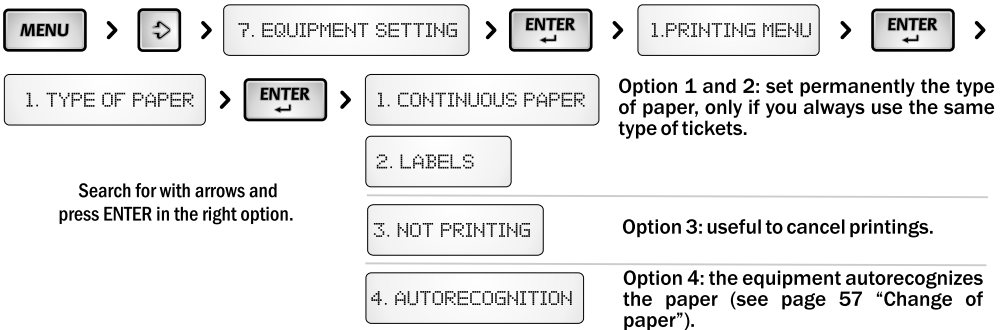 MENU > > 7. EQUIPMENT SETTING > ENTER > 1.PRINTING MENU > ENTER >
1. TYPE OF PAPER > ENTER > 1. CONTINUOUS PAPER
Option 1 and 2: set permanently the type
of paper, only if you always use the same
type of tickets.
2. LABELS
Search for with arrows and
press ENTER in the right option.
3. NOT PRINTING
Option 3: useful to cancel printings.
4. AUTORECOGNITION
Option 4: the equipment autorecognizes
the paper (see page 57 “Change of
paper”).